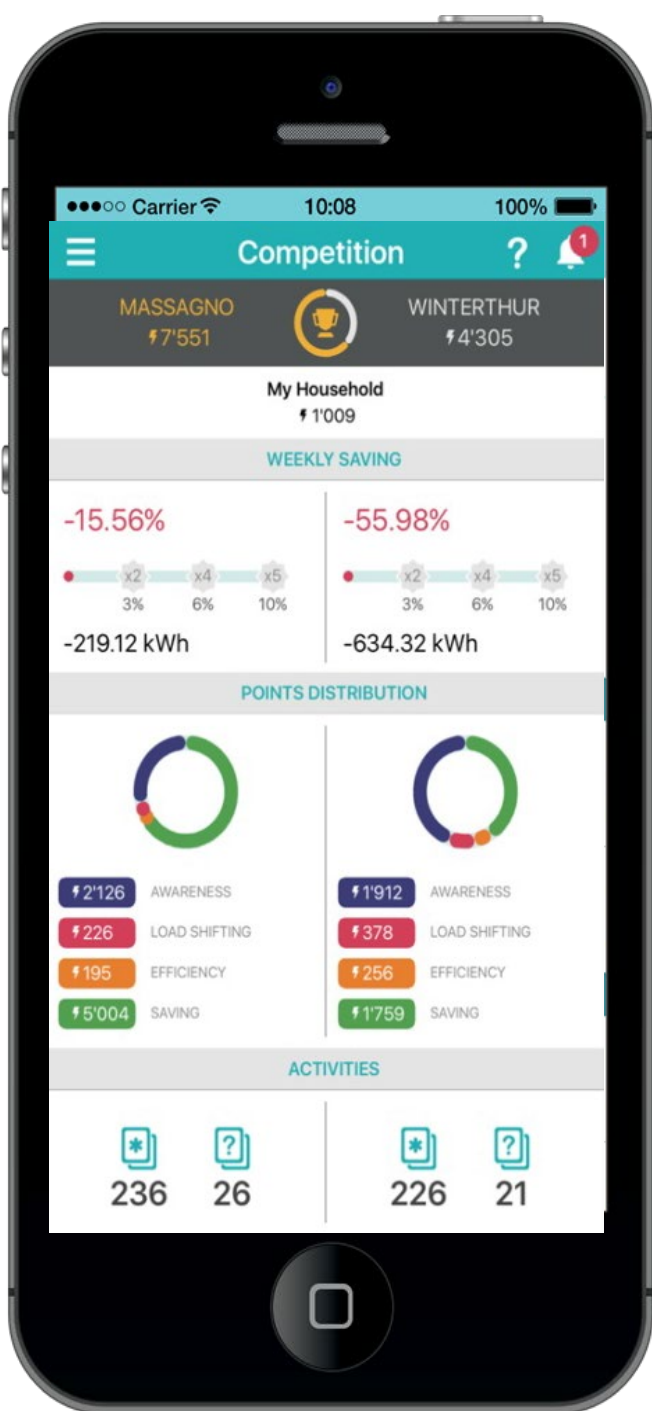 Carrier 10:08 100%
Competition ? 1
MASSAGNO WINTERTHUR
7'551 4'305
My Household
1'009
WEEKLY SAVING
-15.56% -55.98%
x2 x4 x5 x2 x4 x5
3% 6% 10% 3% 6% 10%
-219.12 kWh -634.32 kWh
POINTS DISTRIBUTION
2'126 AWARENESS 1'912 AWARENESS
226 LOAD SHIFTING 378 LOAD SHIFTING
195 EFFICIENCY 256 EFFICIENCY
5'004 SAVING 1'759 SAVING
ACTIVITIES
* ? * ?
236 26 226 21